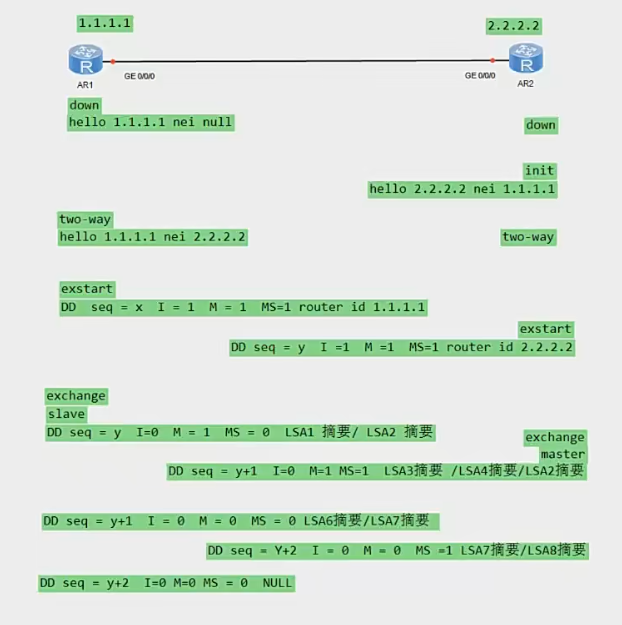 1.1.1.1
2.2.2.2
R
R
GE 0/0/0
GE 0/0/0
AR1
AR2
down
hello 1.1.1.1 nei null
down
init
hello 2.2.2.2 nei 1.1.1.1
two-way
hello 1.1.1.1 nei 2.2.2.2
two-way
exstart
DD seq = x I = 1 M = 1 MS=1 router id 1.1.1.1
exstart
DD seq = y I =1 M =1 MS=1 router id 2.2.2.2
exchange
slave
DD seq = y I=0 M = 1 MS = 0 LSA1 摘要/ LSA2 摘要
exchange
master
DD seq = y+1 I=0 M=1 MS=1 LSA3摘要 /LSA4摘要/LSA2摘要
DD seq = y+1 I = 0 M = 0 MS = 0 LSA6摘要/LSA7摘要
DD seq = Y+2 I = 0 M = 0 MS =1 LSA7摘要/LSA8摘要
DD seq = y+2 I=0 M=0 MS = 0 NULL